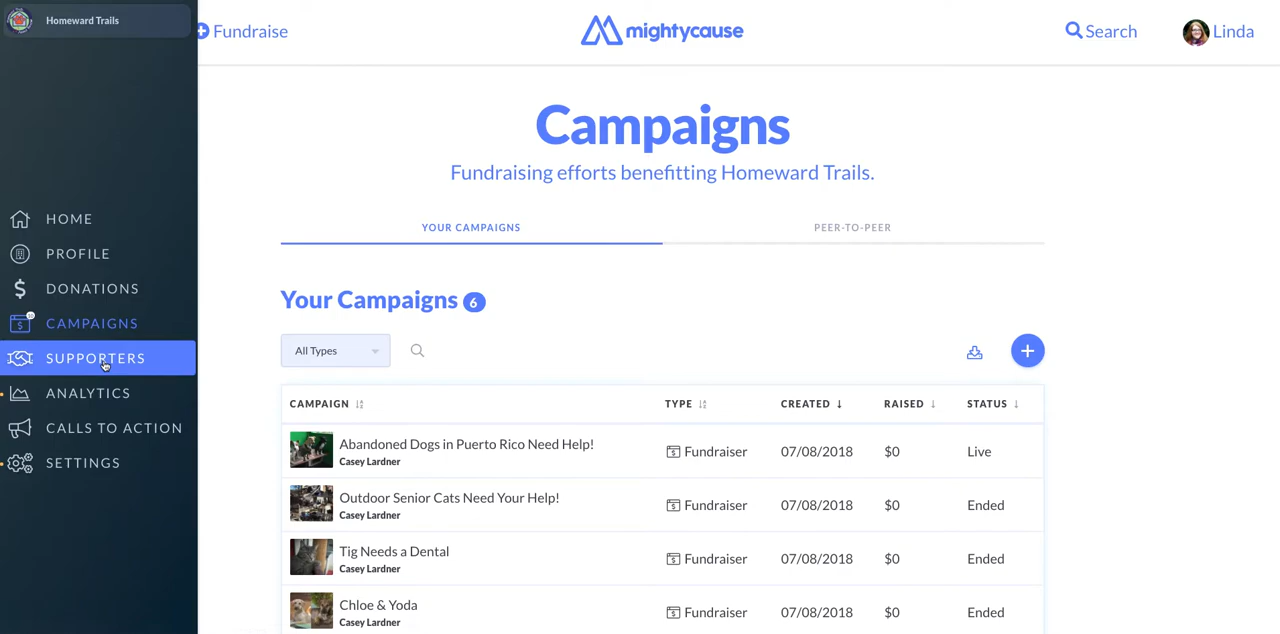 Homeward Trails
Fundraise
mightycause
Search
Linda
HOME
PROFILE
DONATIONS
CAMPAIGNS
SUPPORTERS
ANALYTICS
CALLS TO ACTION
SETTINGS
Campaigns
Fundraising efforts benefitting Homeward Trails.
YOUR CAMPAIGNS PEER-TO-PEER
Your Campaigns 6
All Types
CAMPAIGN TYPE CREATED RAISED STATUS
Abandoned Dogs in Puerto Rico Need Help! Fundraiser 07/08/2018 $0 Live
Casey Lardner
Outdoor Senior Cats Need Your Help! Fundraiser 07/08/2018 $0 Ended
Casey Lardner
Tig Needs a Dental Fundraiser 07/08/2018 $0 Ended
Casey Lardner
Chloe & Yoda Fundraiser 07/08/2018 $0 Ended
Casey Lardner